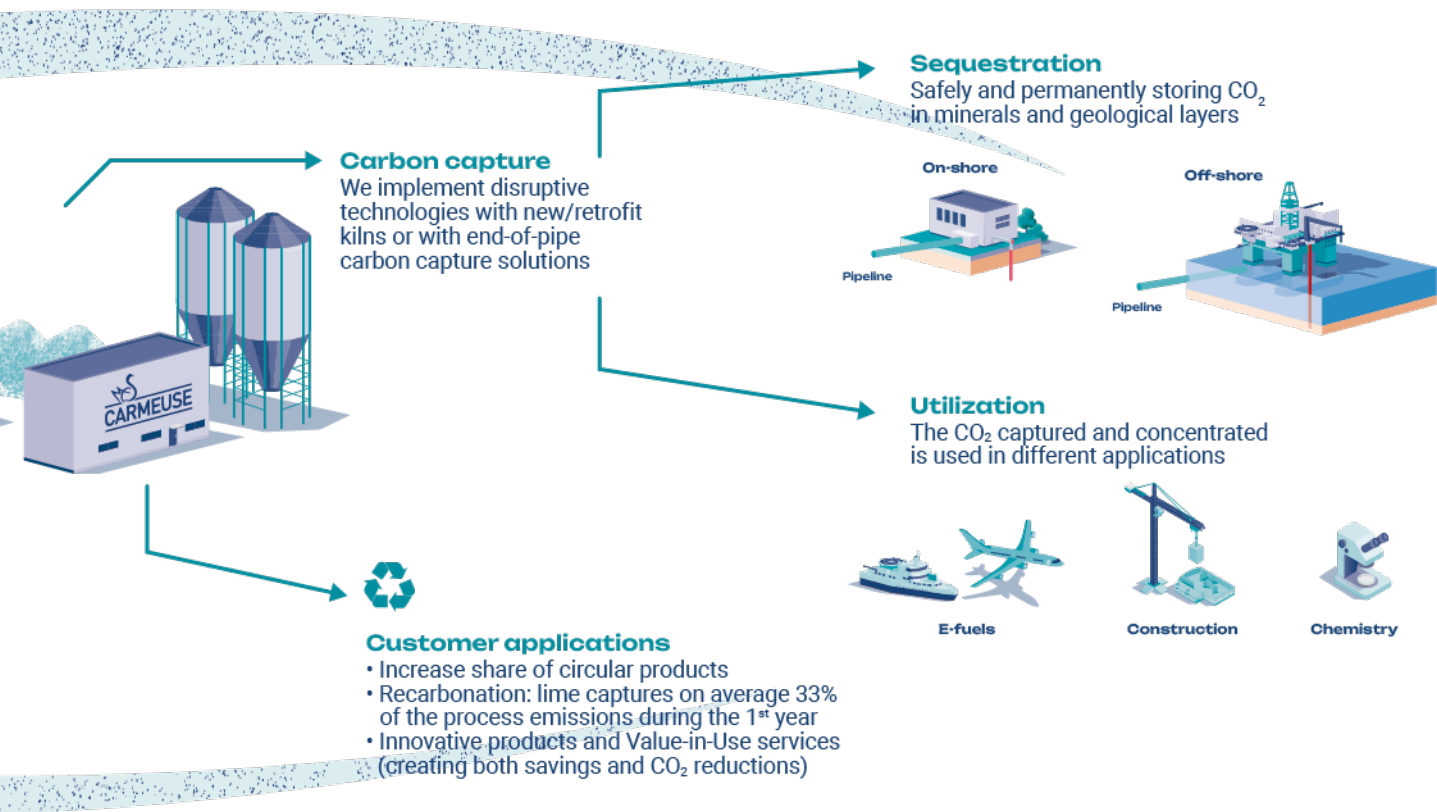 Sequestration
Safely and permanently storing CO₂
in minerals and geological layers
On-shore
Pipeline
Off-shore
Pipeline
Carbon capture
We implement disruptive
technologies with new/retrofit
kilns or with end-of-pipe
carbon capture solutions
CARMEUSE
Utilization
The CO₂ captured and concentrated
is used in different applications
E-fuels
Construction
Chemistry
Customer applications
• Increase share of circular products
• Recarbonation: lime captures on average 33%
of the process emissions during the 1ˢᵗ year
• Innovative products and Value-in-Use services
(creating both savings and CO₂ reductions)